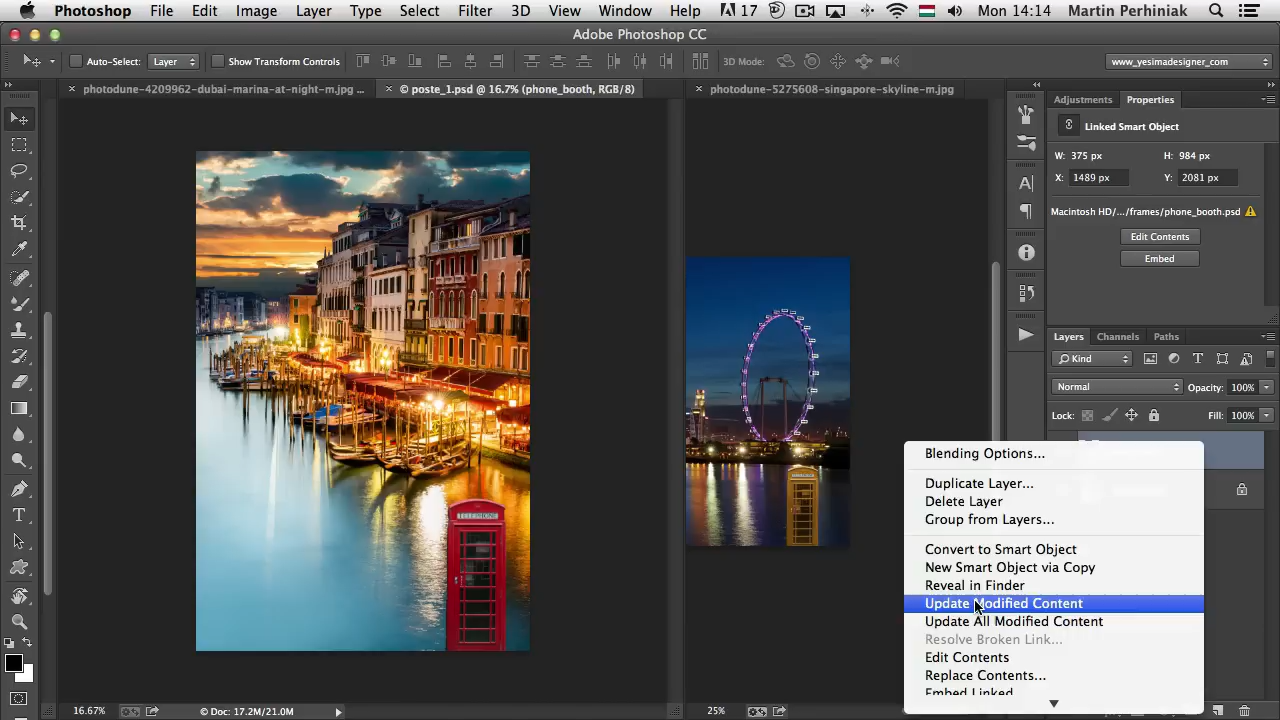 Photoshop File Edit Image Layer Type Select Filter 3D View Window Help 17 Mon 14:14 Martin Perhiniak
Adobe Photoshop CC
Auto-Select: Layer Show Transform Controls 3D Mode: www_yesimadesigner_com
photodune-4209962-dubai-marina-at-night-m.jpg ... © poste_1.psd @ 16.7% (phone_booth, RGB/8) photodune-5275608-singapore-skyline-m.jpg
Adjustments Properties
Linked Smart Object
W: 375 px H: 984 px
X: 1489 px Y: 2081 px
Macintosh HD/.../frames/phone_booth.psd
Edit Contents
Embed
Layers Channels Paths
Kind
Normal Opacity: 100%
Lock: Fill: 100%
Blending Options...
Duplicate Layer...
Delete Layer
Group from Layers...
Convert to Smart Object
New Smart Object via Copy
Reveal in Finder
Update Modified Content
Update All Modified Content
Resolve Broken Link...
Edit Contents
Replace Contents...
Embed Linked
TELEPHONE
16.67% © Doc: 17.2M/21.0M 25%